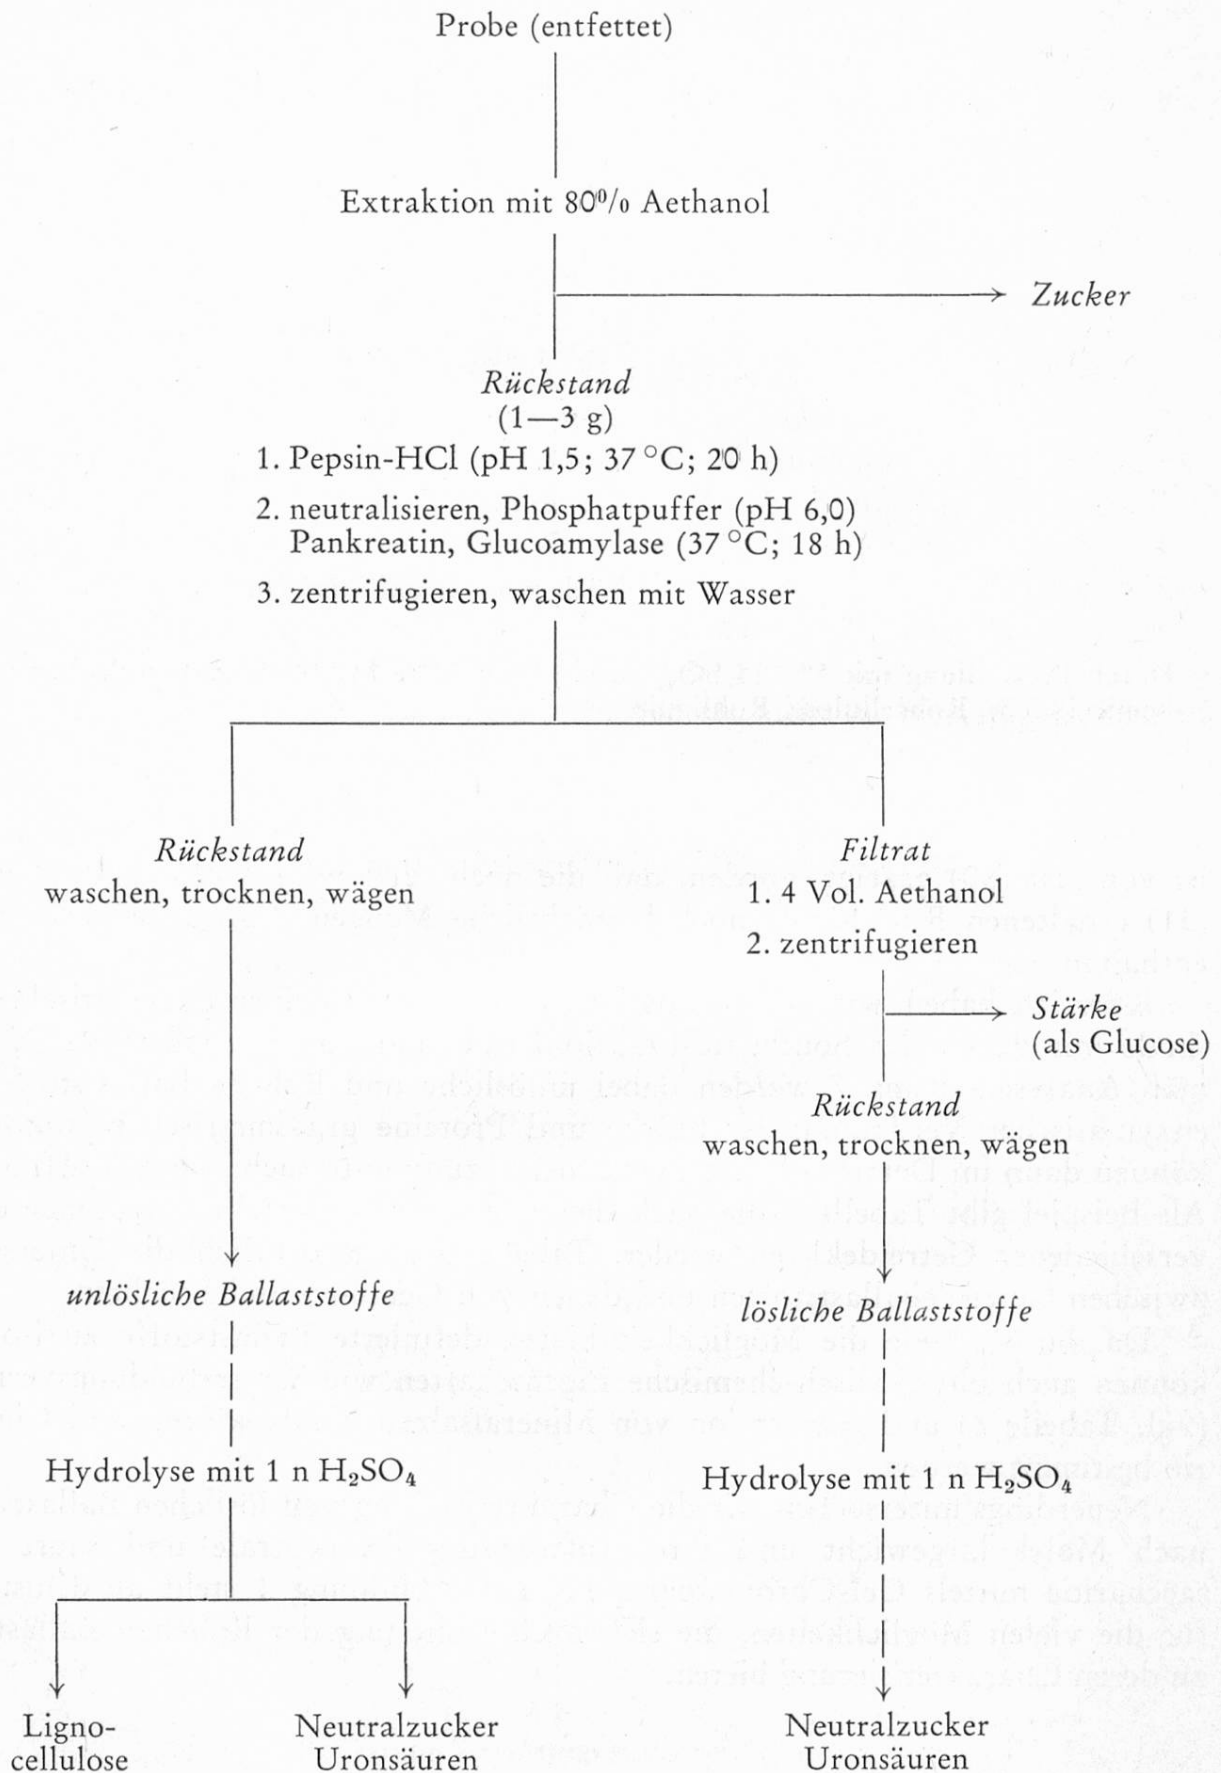 Probe (entfettet)
Extraktion mit 80⁰/₀ Aethanol
Zucker
Rückstand
(1—3 g)
1. Pepsin-HCl (pH 1,5; 37 °C; 20 h)
2. neutralisieren, Phosphatpuffer (pH 6,0)
Pankreatin, Glucoamylase (37 °C; 18 h)
3. zentrifugieren, waschen mit Wasser
Rückstand
waschen, trocknen, wägen
unlösliche Ballaststoffe
Hydrolyse mit 1 n H₂SO₄
Ligno-
cellulose
Neutralzucker
Uronsäuren
Filtrat
1. 4 Vol. Aethanol
2. zentrifugieren
Stärke
(als Glucose)
Rückstand
waschen, trocknen, wägen
lösliche Ballaststoffe
Hydrolyse mit 1 n H₂SO₄
Neutralzucker
Uronsäuren